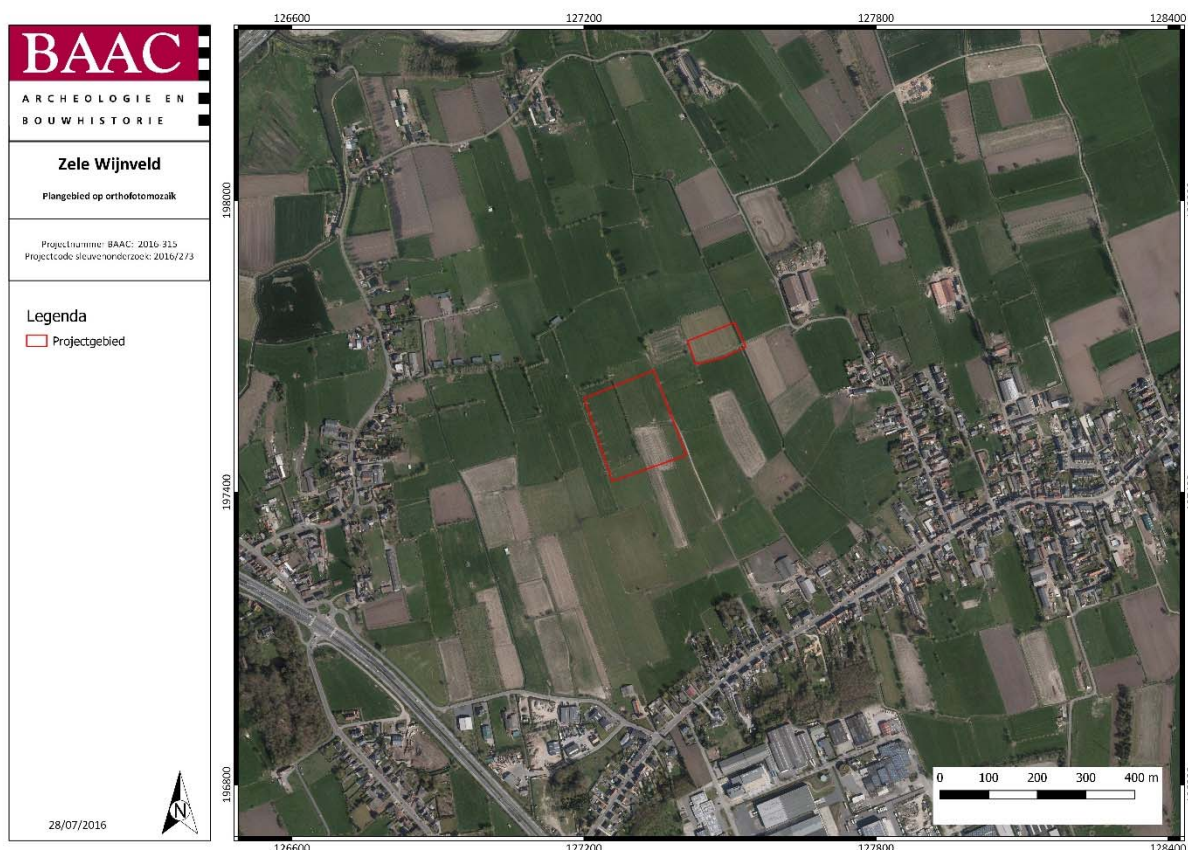 BAAC
ARCHEOLOGIE EN
BOUWHISTORIE
Zele Wijnveld
Plangebied op orthofotomozaïk
Projectnummer BAAC: 2016-315
Projectcode sleuvenonderzoek: 2016/273
Legenda
Projectgebied
N
28/07/2016
126600 127200 127800 128400
198000
197400
196800
0 100 200 300 400 m
126600 127200 127800 128400